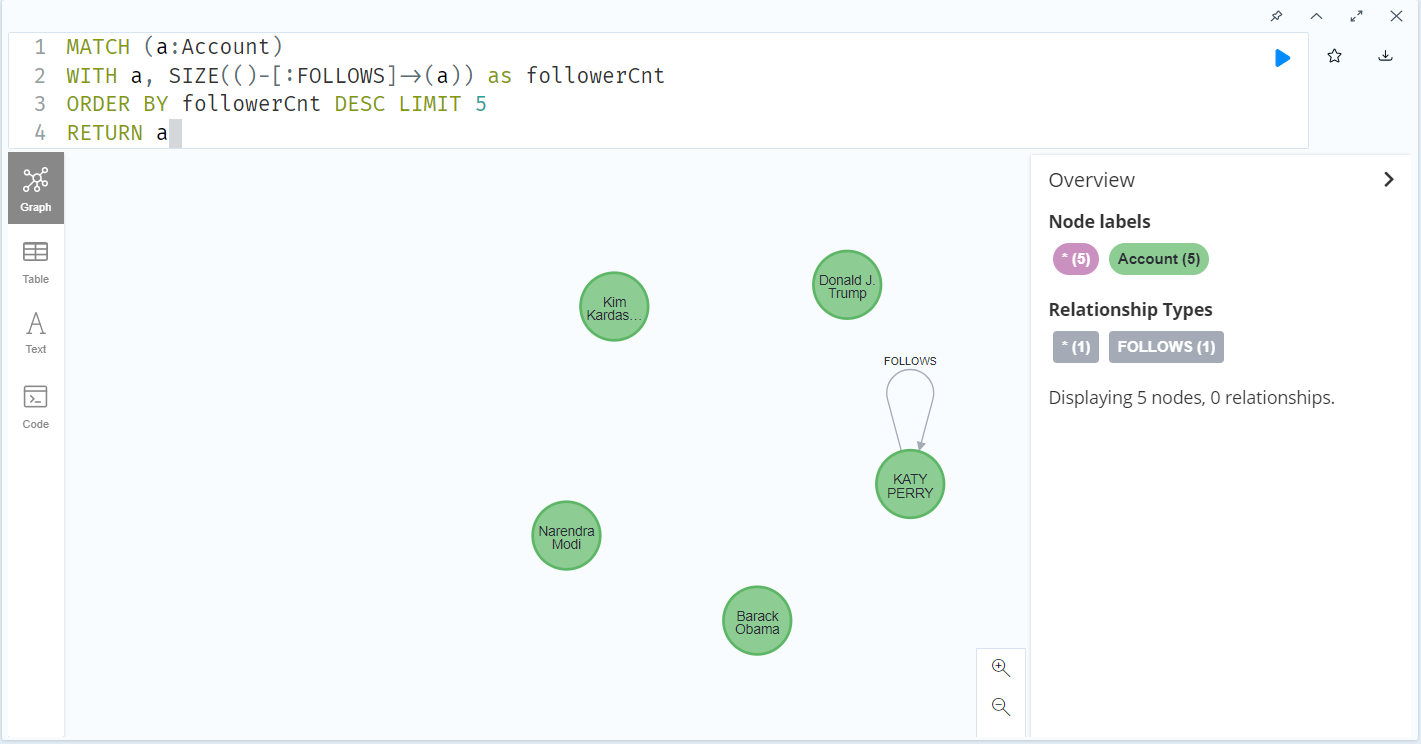 1 MATCH (a:Account)
2 WITH a, SIZE(()-[:FOLLOWS]->(a)) as followerCnt
3 ORDER BY followerCnt DESC LIMIT 5
4 RETURN a
Graph
Table
Text
Code
Kim
Kardas...
Donald J.
Trump
FOLLOWS
KATY
PERRY
Narendra
Modi
Barack
Obama
Overview
Node labels
* (5) Account (5)
Relationship Types
* (1) FOLLOWS (1)
Displaying 5 nodes, 0 relationships.